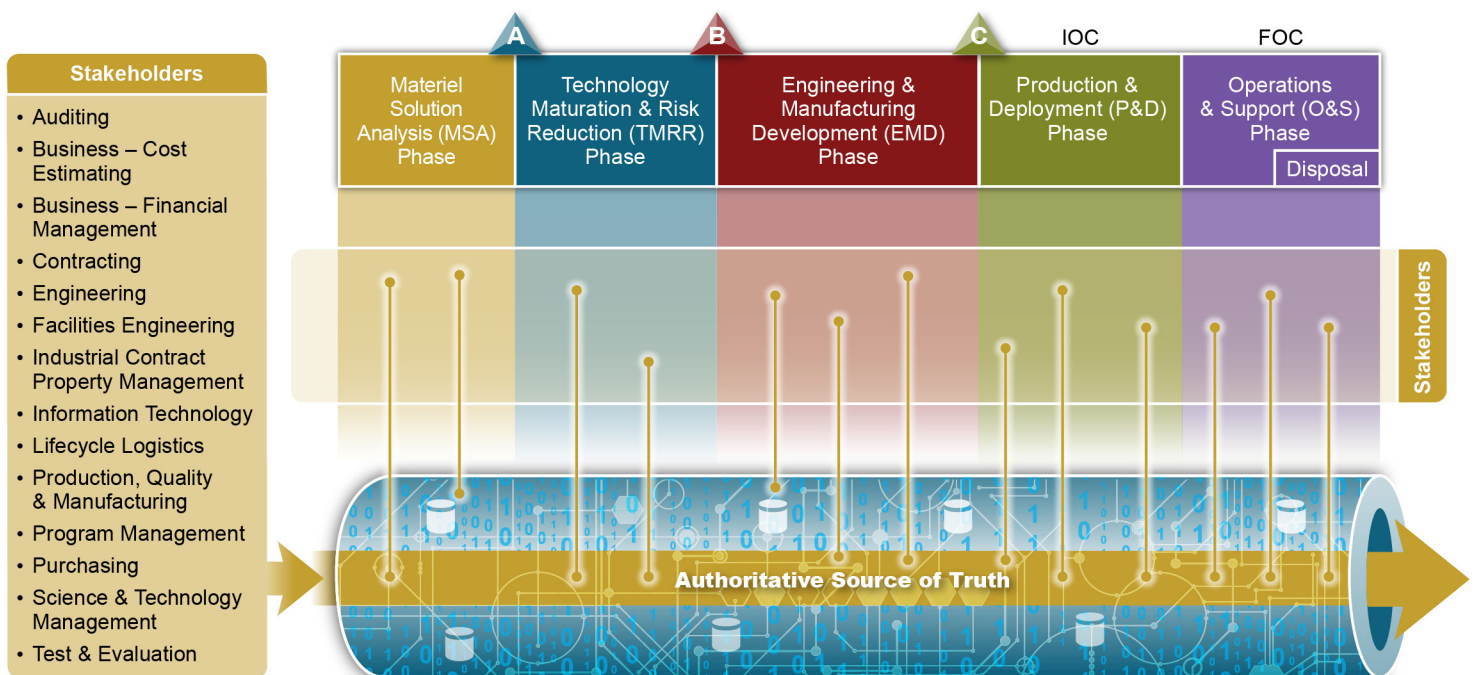 Stakeholders
• Auditing
• Business – Cost
Estimating
• Business – Financial
Management
• Contracting
• Engineering
• Facilities Engineering
• Industrial Contract
Property Management
• Information Technology
• Lifecycle Logistics
• Production, Quality
& Manufacturing
• Program Management
• Purchasing
• Science & Technology
Management
• Test & Evaluation
A
B
C
IOC
FOC
Materiel
Solution
Analysis (MSA)
Phase
Technology
Maturation & Risk
Reduction (TMRR)
Phase
Engineering &
Manufacturing
Development (EMD)
Phase
Production &
Deployment (P&D)
Phase
Operations
& Support (O&S)
Phase
Disposal
Stakeholders
Authoritative Source of Truth